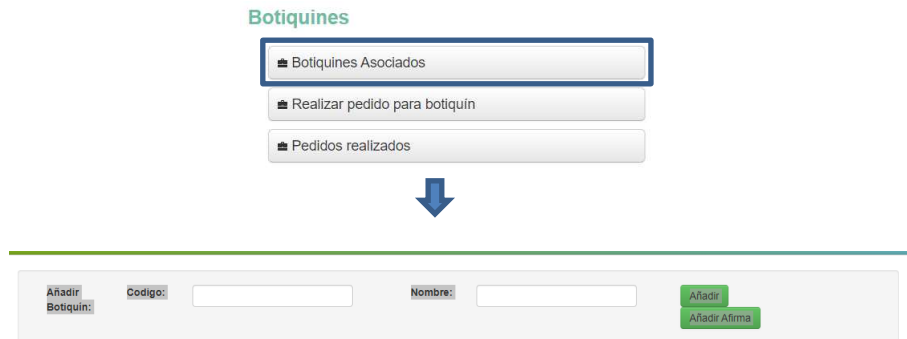 Botiquines
Botiquines Asociados
Realizar pedido para botiquín
Pedidos realizados
Añadir Botiquín:
Codigo:
Nombre:
Añadir
Añadir Afirma